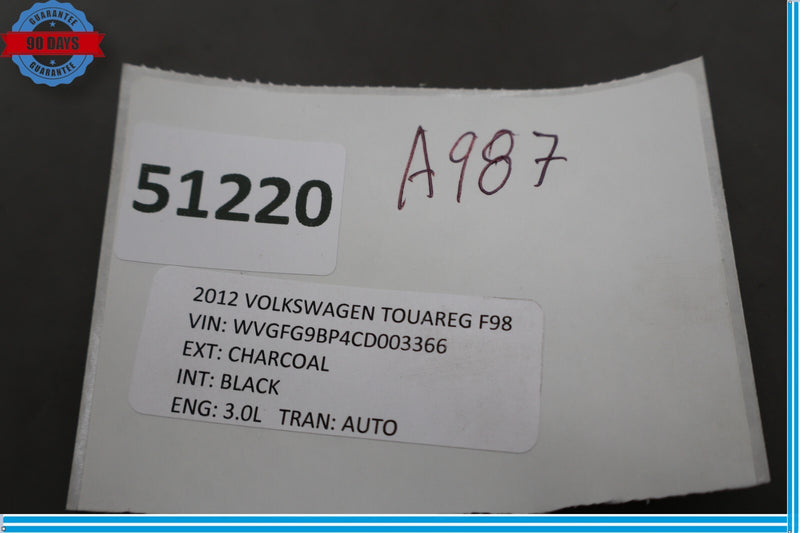 GUARANTEE
90 DAYS
GUARANTEE
A987
51220
2012 VOLKSWAGEN TOUAREG F98
VIN: WVGFG9BP4CD003366
EXT: CHARCOAL
INT: BLACK
ENG: 3.0L TRAN: AUTO